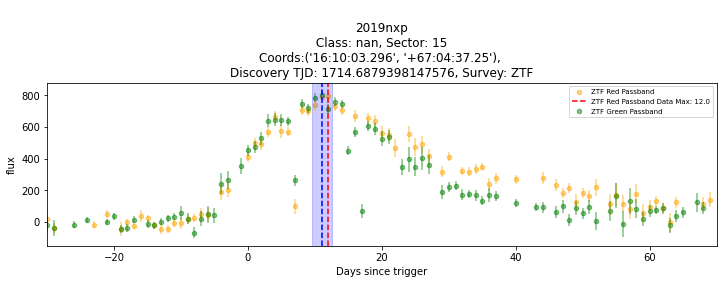 2019nxp
Class: nan, Sector: 15
Coords:('16:10:03.296', '+67:04:37.25'),
Discovery TJD: 1714.6879398147576, Survey: ZTF
ZTF Red Passband
ZTF Red Passband Data Max: 12.0
ZTF Green Passband
800
600
400
200
0
flux
−20
0
20
40
60
Days since trigger